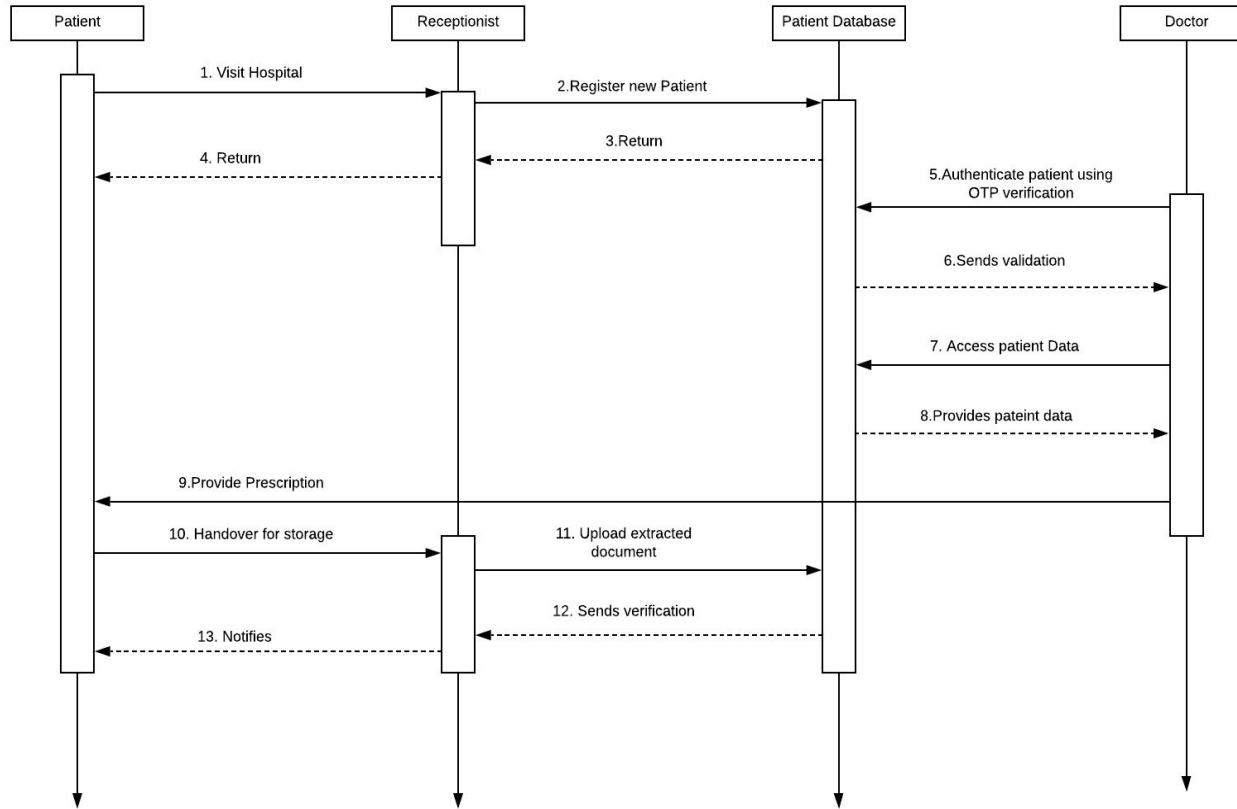 Patient
Receptionist
Patient Database
Doctor
1. Visit Hospital
2.Register new Patient
3.Return
4. Return
5.Authenticate patient using
OTP verification
6.Sends validation
7. Access patient Data
8.Provides pateint data
9.Provide Prescription
10. Handover for storage
11. Upload extracted
document
12. Sends verification
13. Notifies